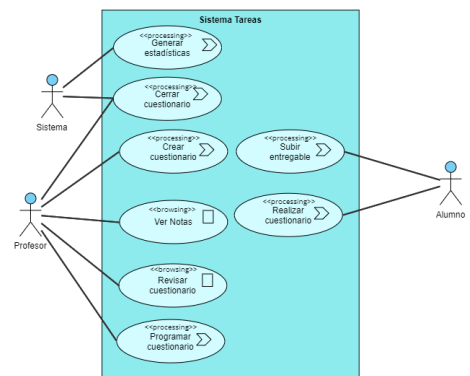 Sistema Tareas
<<processing>>
Generar
estadísticas
<<processing>>
Cerrar
cuestionario
Sistema
<<processing>>
Crear
cuestionario
<<processing>>
Subir
entregable
<<browsing>>
Ver Notas
<<processing>>
Realizar
cuestionario
Alumno
Profesor
<<browsing>>
Revisar
cuestionario
<<processing>>
Programar
cuestionario